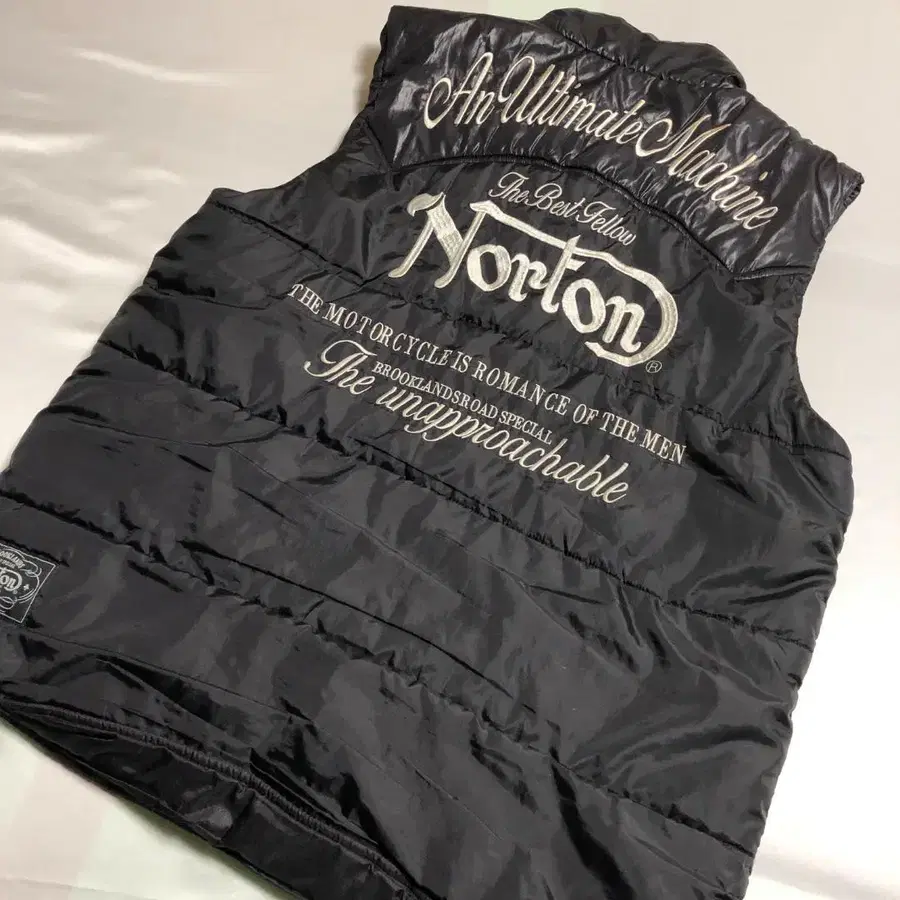 An Ultimate Machine
The Best Fellow
Norton
®
THE MOTORCYCLE IS ROMANCE OF THE MEN
BROOKLANDSROAD SPECIAL
The unapproachable